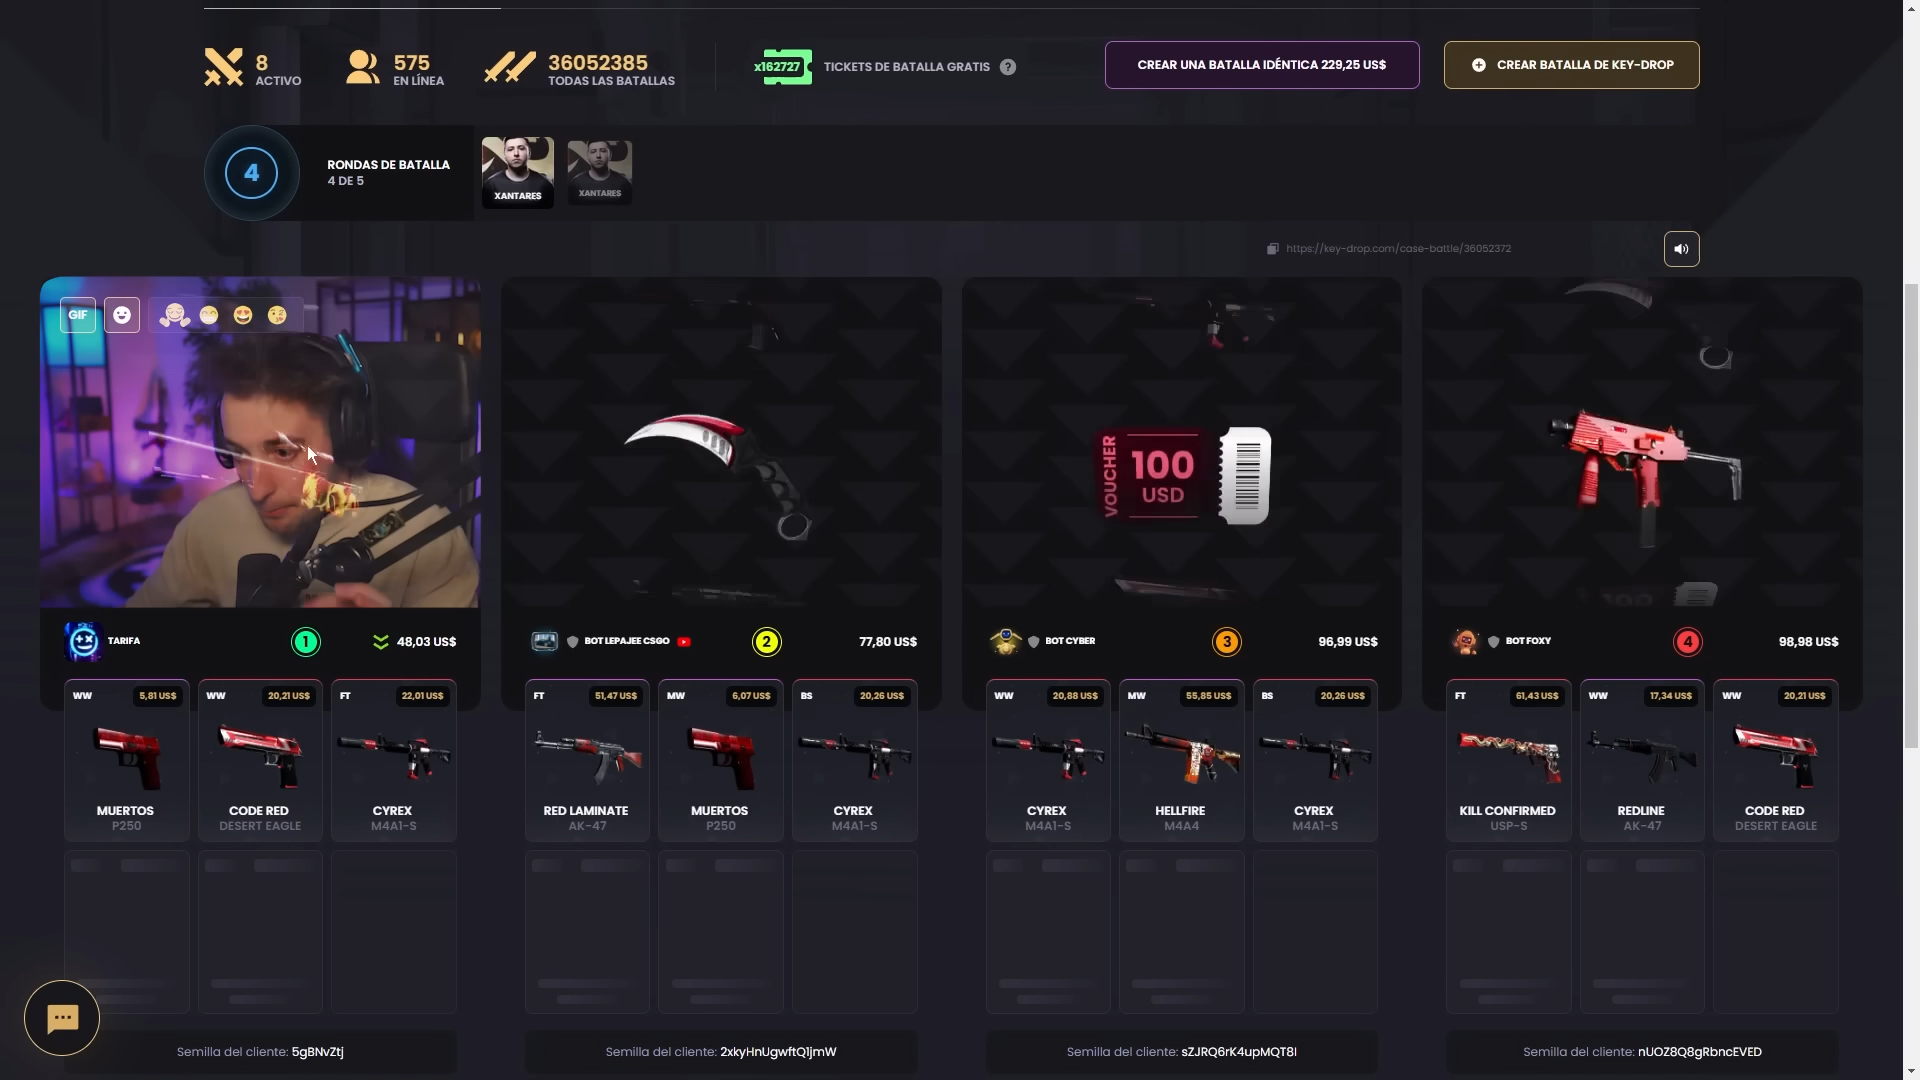 8
ACTIVO
575
EN LÍNEA
36052385
TODAS LAS BATALLAS
x162727
TICKETS DE BATALLA GRATIS ?
CREAR UNA BATALLA IDÉNTICA 229,25 US$
CREAR BATALLA DE KEY-DROP
4
RONDAS DE BATALLA
4 DE 5
XANTARES
XANTARES
https://key-drop.com/case-battle/36052372
GIF
VOUCHER
100
USD
TARIFA
1
48,03 US$
BOT LEPAJEE CSGO
2
77,80 US$
BOT CYBER
3
96,99 US$
BOT FOXY
4
98,98 US$
WW 5,81 US$
MUERTOS
P250
WW 20,21 US$
CODE RED
DESERT EAGLE
FT 22,01 US$
CYREX
M4A1-S
FT 51,47 US$
RED LAMINATE
AK-47
MW 6,07 US$
MUERTOS
P250
BS 20,26 US$
CYREX
M4A1-S
WW 20,88 US$
CYREX
M4A1-S
MW 55,85 US$
HELLFIRE
M4A4
BS 20,26 US$
CYREX
M4A1-S
FT 61,43 US$
KILL CONFIRMED
USP-S
WW 17,34 US$
REDLINE
AK-47
WW 20,21 US$
CODE RED
DESERT EAGLE
Semilla del cliente: 5gBNvZtj
Semilla del cliente: 2xkyHnUgwftQ1jmW
Semilla del cliente: sZJRQ6rK4upMQT8I
Semilla del cliente: nUOZ8Q8gRbncEVED